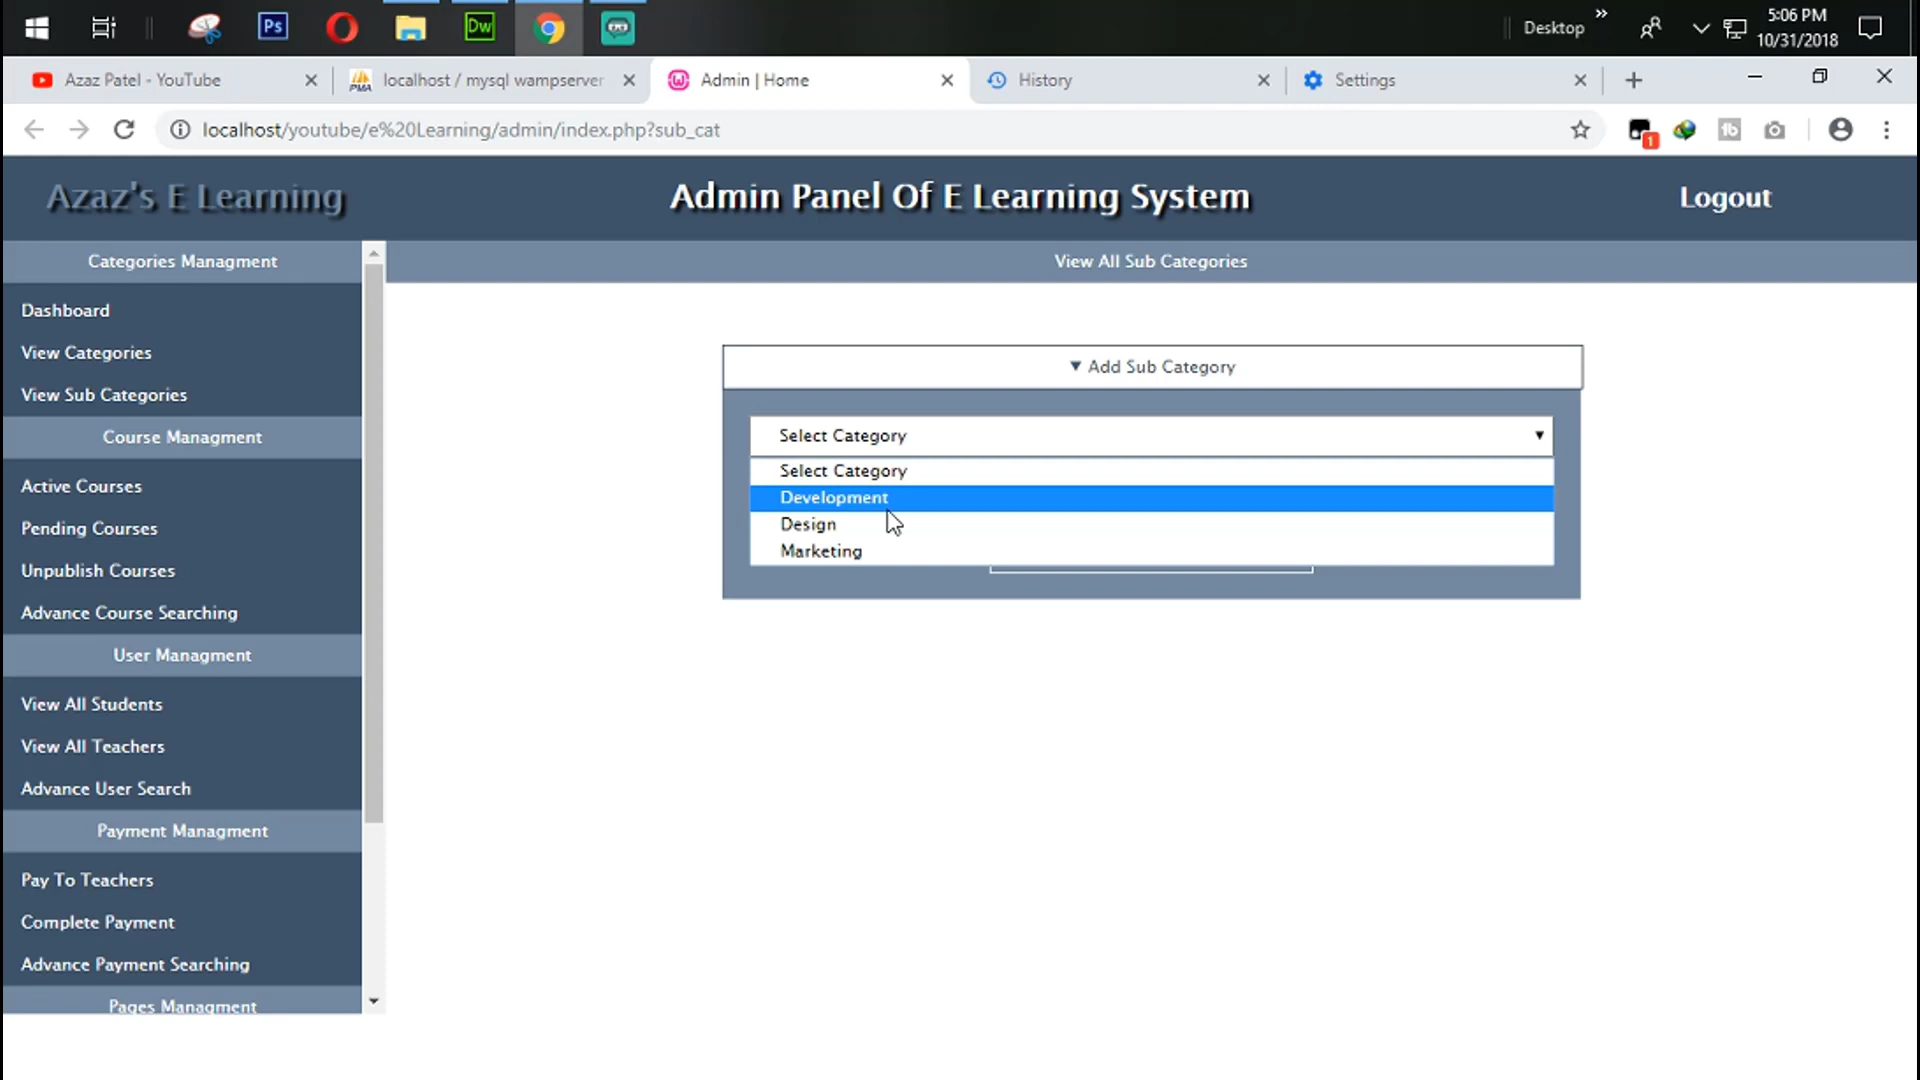 Ps
Dw
Desktop
»
5:06 PM
10/31/2018
Azaz Patel - YouTube
PMA
localhost / mysql wampserver
Admin | Home
History
Settings
localhost/youtube/e%20Learning/admin/index.php?sub_cat
1
Azaz's E Learning
Admin Panel Of E Learning System
Logout
Categories Managment
Dashboard
View Categories
View Sub Categories
Course Managment
Active Courses
Pending Courses
Unpublish Courses
Advance Course Searching
User Managment
View All Students
View All Teachers
Advance User Search
Payment Managment
Pay To Teachers
Complete Payment
Advance Payment Searching
Pages Managment
View All Sub Categories
▼ Add Sub Category
Select Category
Select Category
Development
Design
Marketing